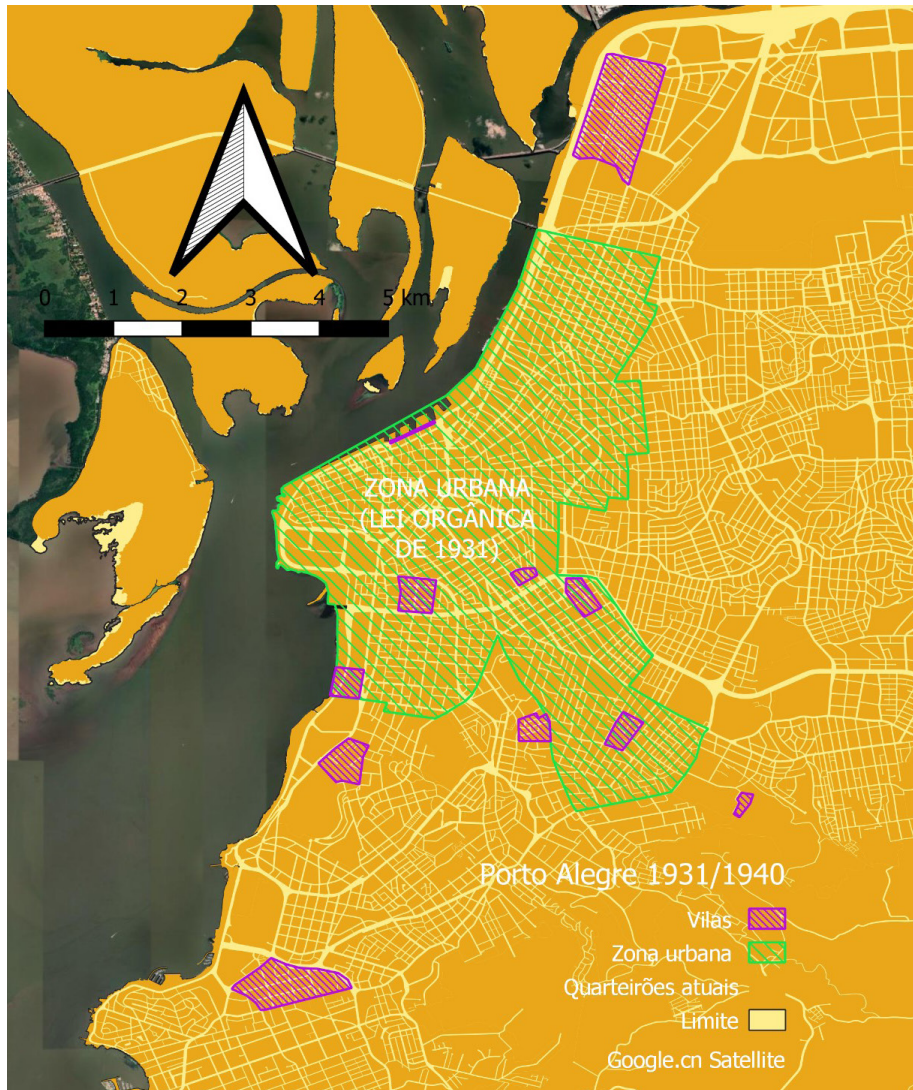 0 1 2 3 4 5 km
ZONA URBANA
(LEI ORGÂNICA
DE 1931)
Porto Alegre 1931/1940
Vilas
Zona urbana
Quarteirões atuais
Limite
Google.cn Satellite